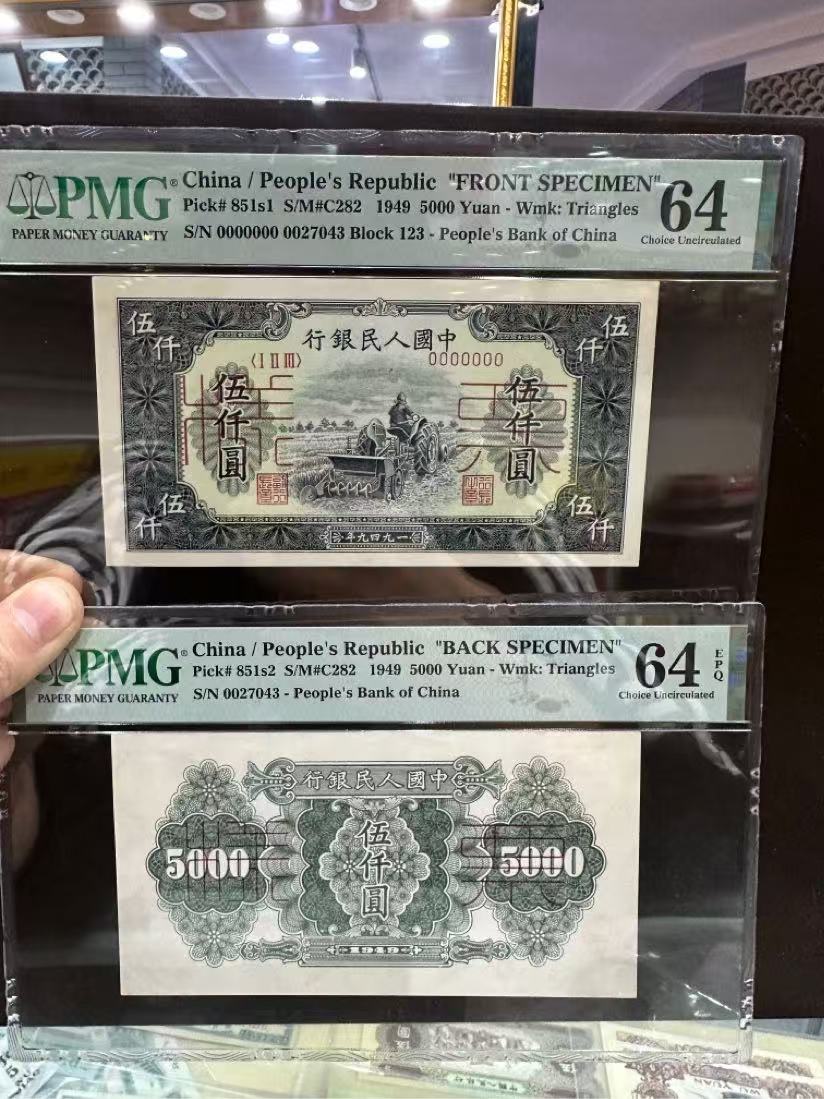 PMG® China / People's Republic "FRONT SPECIMEN" 64
PAPER MONEY GUARANTY Pick# 851s1 S/M#C282 1949 5000 Yuan - Wmk: Triangles
S/N 0000000 0027043 Block 123 - People's Bank of China Choice Uncirculated
伍仟 行銀民人國中 伍仟
〈I II III〉 0000000
伍仟圓 伍仟圓
伍仟 年九四九一 伍仟
PMG® China / People's Republic "BACK SPECIMEN" 64 EPQ
PAPER MONEY GUARANTY Pick# 851s2 S/M#C282 1949 5000 Yuan - Wmk: Triangles
S/N 0027043 - People's Bank of China Choice Uncirculated
行銀民人國中
5000 伍仟圓 5000
1949
WU YUAN